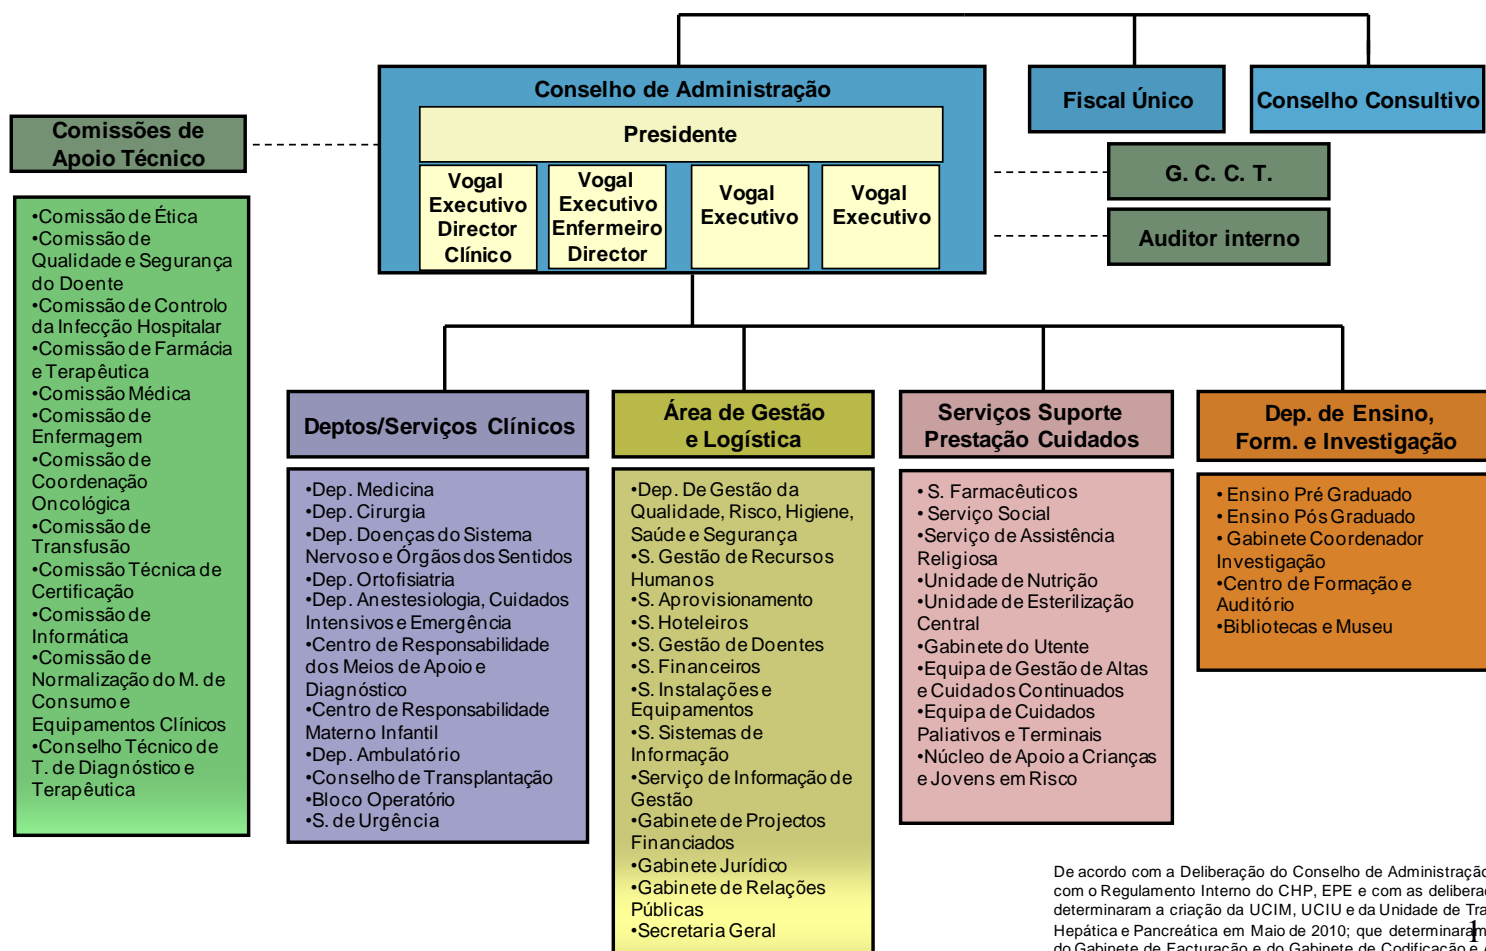 Conselho de Administração
Presidente
Vogal
Executivo
Director
Clínico
Vogal
Executivo
Enfermeiro
Director
Vogal
Executivo
Vogal
Executivo
Fiscal Único
Conselho Consultivo
Comissões de
Apoio Técnico
G. C. C. T.
Auditor interno
•Comissão de Ética
•Comissão de
Qualidade e Segurança
do Doente
•Comissão de Controlo
da Infecção Hospitalar
•Comissão de Farmácia
e Terapêutica
•Comissão Médica
•Comissão de
Enfermagem
•Comissão de
Coordenação
Oncológica
•Comissão de
Transfusão
•Comissão Técnica de
Certificação
•Comissão de
Informática
•Comissão de
Normalização do M. de
Consumo e
Equipamentos Clínicos
•Conselho Técnico de
T. de Diagnóstico e
Terapêutica
Deptos/Serviços Clínicos
•Dep. Medicina
•Dep. Cirurgia
•Dep. Doenças do Sistema
Nervoso e Órgãos dos Sentidos
•Dep. Ortofisiatria
•Dep. Anestesiologia, Cuidados
Intensivos e Emergência
•Centro de Responsabilidade
dos Meios de Apoio e
Diagnóstico
•Centro de Responsabilidade
Materno Infantil
•Dep. Ambulatório
•Conselho de Transplantação
•Bloco Operatório
•S. de Urgência
Área de Gestão
e Logística
•Dep. De Gestão da
Qualidade, Risco, Higiene,
Saúde e Segurança
•S. Gestão de Recursos
Humanos
•S. Aprovisionamento
•S. Hoteleiros
•S. Gestão de Doentes
•S. Financeiros
•S. Instalações e
Equipamentos
•S. Sistemas de
Informação
•Serviço de Informação de
Gestão
•Gabinete de Projectos
Financiados
•Gabinete Jurídico
•Gabinete de Relações
Públicas
•Secretaria Geral
Serviços Suporte
Prestação Cuidados
• S. Farmacêuticos
• Serviço Social
•Serviço de Assistência
Religiosa
•Unidade de Nutrição
•Unidade de Esterilização
Central
•Gabinete do Utente
•Equipa de Gestão de Altas
e Cuidados Continuados
•Equipa de Cuidados
Paliativos e Terminais
•Núcleo de Apoio a Crianças
e Jovens em Risco
Dep. de Ensino,
Form. e Investigação
• Ensino Pré Graduado
• Ensino Pós Graduado
• Gabinete Coordenador
Investigação
•Centro de Formação e
Auditório
•Bibliotecas e Museu
De acordo com a Deliberação do Conselho de Administração
com o Regulamento Interno do CHP, EPE e com as
determinaram a criação da UCIM, UCIU e da Unidade de
Hepática e Pancreática em Maio de 2010; que determinaram
do Gabinete de Facturação e do Gabinete de Codificação e
1